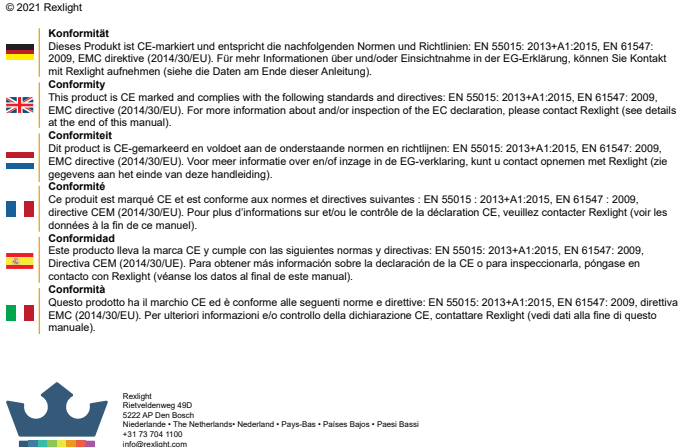 © 2021 Rexlight
Konformität
Dieses Produkt ist CE-markiert und entspricht die nachfolgenden Normen und Richtlinien: EN 55015: 2013+A1:2015, EN 61547:
2009, EMC direktive (2014/30/EU). Für mehr Informationen über und/oder Einsichtnahme in der EG-Erklärung, können Sie Kontakt
mit Rexlight aufnehmen (siehe die Daten am Ende dieser Anleitung).
Conformity
This product is CE marked and complies with the following standards and directives: EN 55015: 2013+A1:2015, EN 61547: 2009,
EMC directive (2014/30/EU). For more information about and/or inspection of the EC declaration, please contact Rexlight (see details
at the end of this manual).
Conformiteit
Dit product is CE-gemarkeerd en voldoet aan de onderstaande normen en richtlijnen: EN 55015: 2013+A1:2015, EN 61547: 2009,
EMC directive (2014/30/EU). Voor meer informatie over en/of inzage in de EG-verklaring, kunt u contact opnemen met Rexlight (zie
gegevens aan het einde van deze handleiding).
Conformité
Ce produit est marqué CE et est conforme aux normes et directives suivantes : EN 55015 : 2013+A1:2015, EN 61547 : 2009,
directive CEM (2014/30/EU). Pour plus d'informations sur et/ou le contrôle de la déclaration CE, veuillez contacter Rexlight (voir les
données à la fin de ce manuel).
Conformidad
Este producto lleva la marca CE y cumple con las siguientes normas y directivas: EN 55015: 2013+A1:2015, EN 61547: 2009,
Directiva CEM (2014/30/UE). Para obtener más información sobre la declaración de la CE o para inspeccionarla, póngase en
contacto con Rexlight (véanse los datos al final de este manual).
Conformità
Questo prodotto ha il marchio CE ed è conforme alle seguenti norme e direttive: EN 55015: 2013+A1:2015, EN 61547: 2009, direttiva
EMC (2014/30/EU). Per ulteriori informazioni e/o controllo della dichiarazione CE, contattare Rexlight (vedi dati alla fine di questo
manuale).
Rexlight
Rietveldenweg 49D
5222 AP Den Bosch
Niederlande • The Netherlands• Nederland • Pays-Bas • Países Bajos • Paesi Bassi
+31 73 704 1100
info@rexlight.com